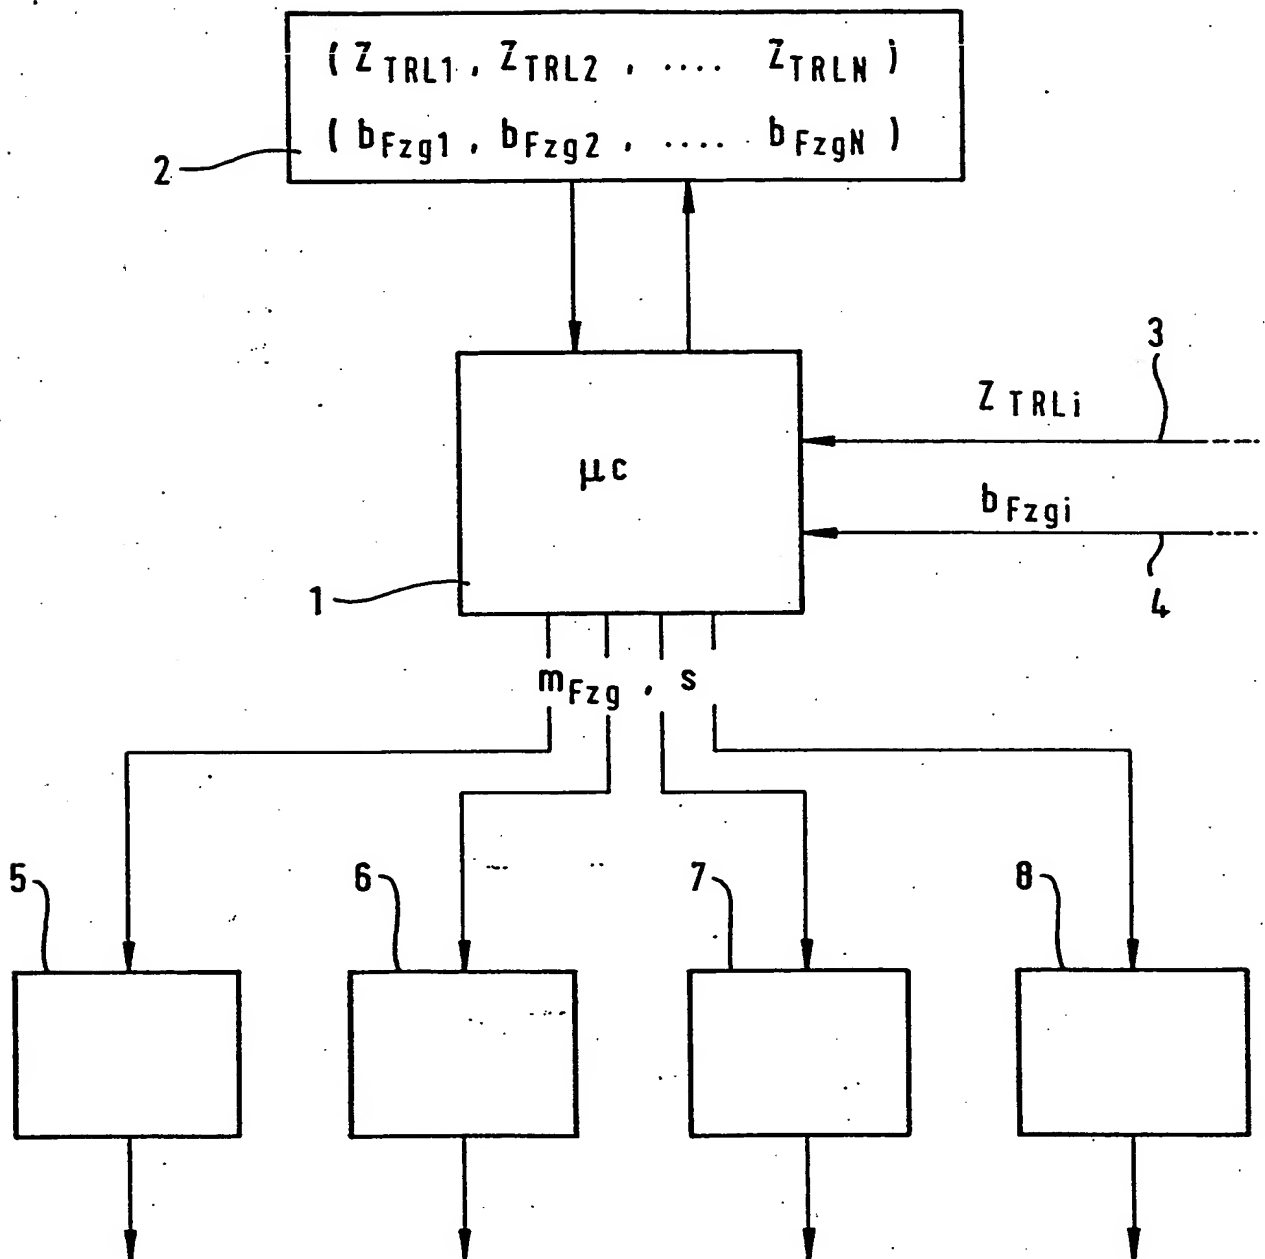 ( Z TRL1 , Z TRL2 , .... Z TRLN )
( b Fzg1 , b Fzg2 , .... b FzgN )
2
3
Z TRLi
μc
b Fzgi
1
4
m Fzg , s
5
6
7
8